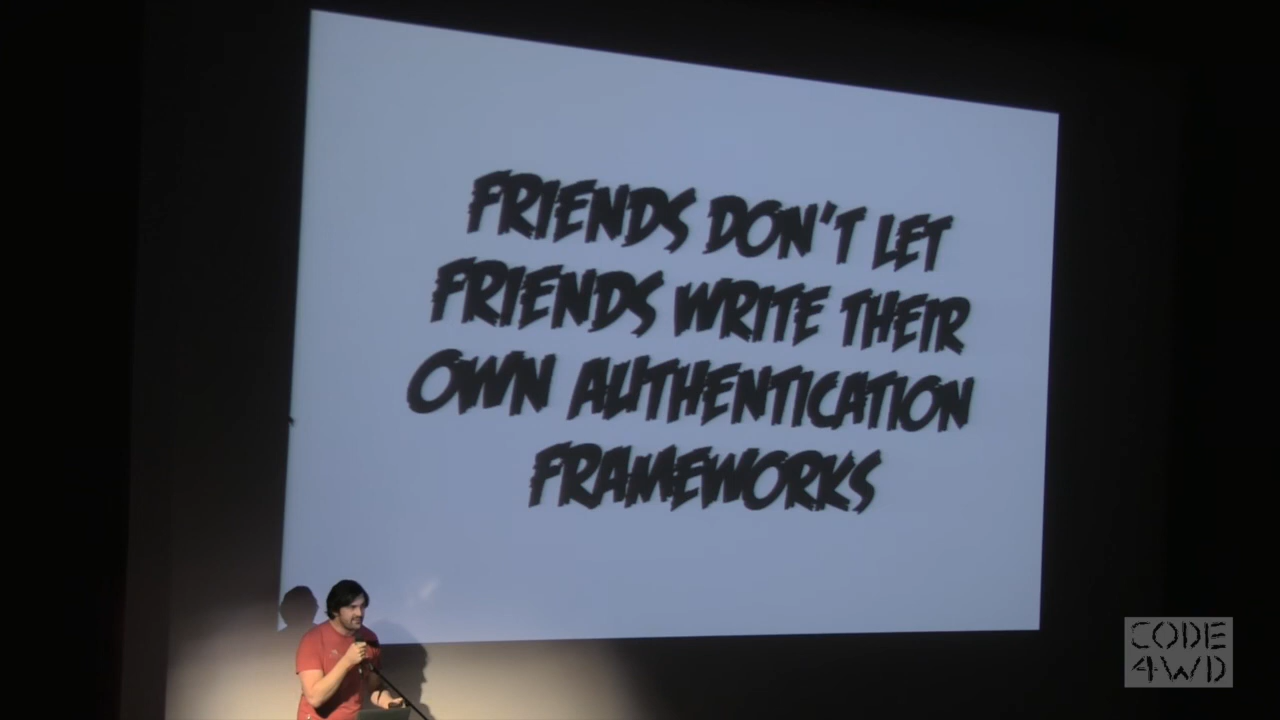 FRIENDS DON'T LET
FRIENDS WRITE THEIR
OWN AUTHENTICATION
FRAMEWORKS
CODE
4WD